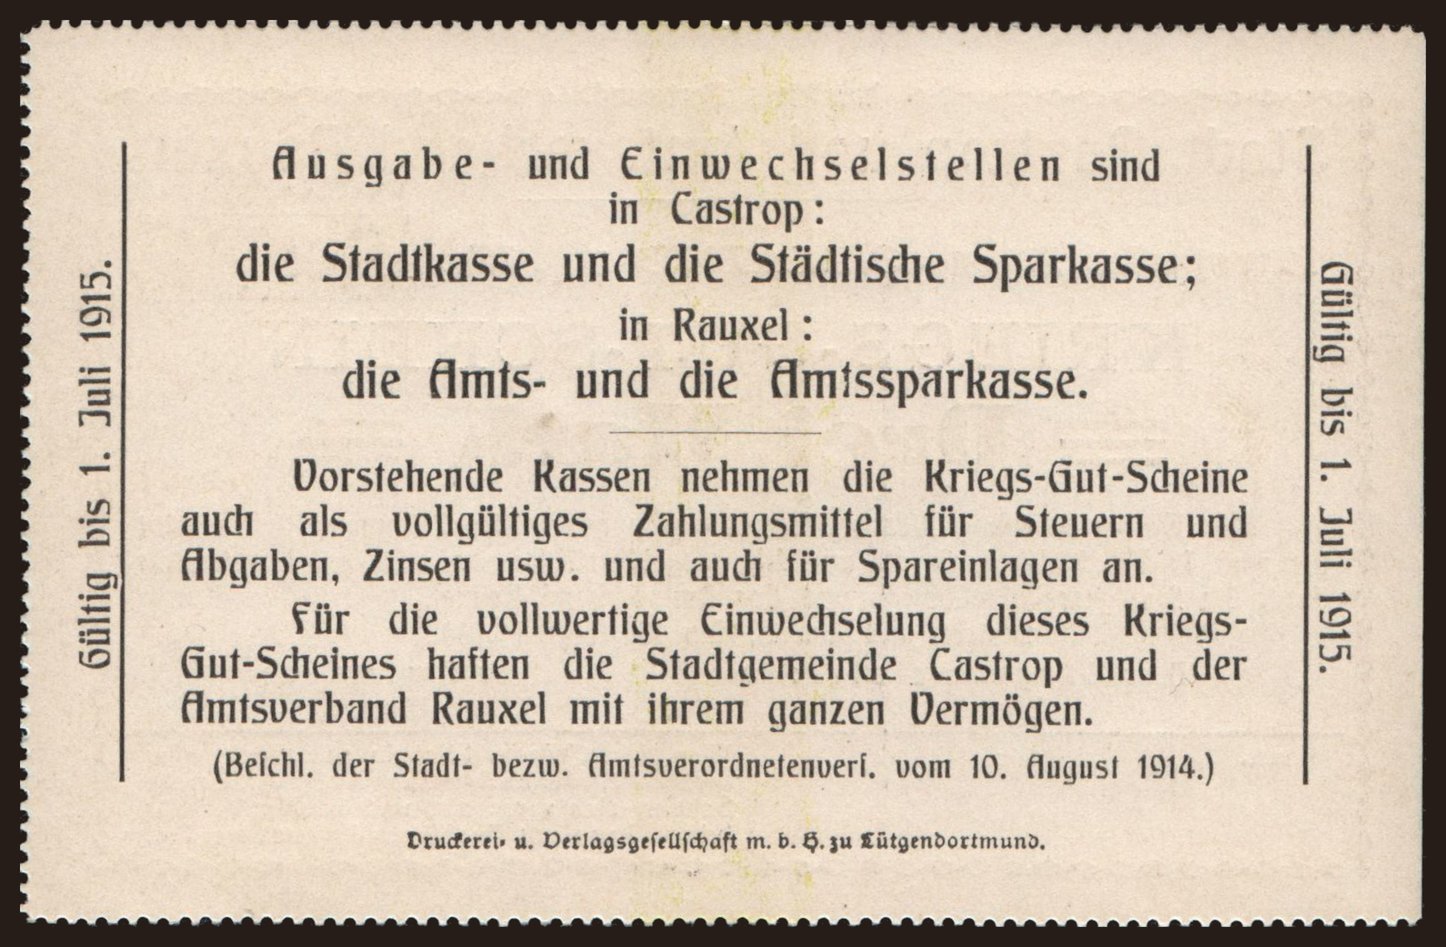 Ausgabe- und Einwechselstellen sind
in Castrop:
die Stadtkasse und die Städtische Sparkasse;
in Rauxel:
die Amts- und die Amtssparkasse.
Vorstehende Kassen nehmen die Kriegs-Gut-Scheine
auch als vollgültiges Zahlungsmittel für Steuern und
Abgaben, Zinsen usw. und auch für Spareinlagen an.
Für die vollwertige Einwechselung dieses Kriegs-
Gut-Scheines haften die Stadtgemeinde Castrop und der
Amtsverband Rauxel mit ihrem ganzen Vermögen.
(Beſchl. der Stadt- bezw. Amtsverordnetenverſ. vom 10. August 1914.)
Druckerei- u. Verlagsgeſellſchaft m. b. H. zu Lütgendortmund.
Gültig bis 1. Juli 1915.
Gültig bis 1. Juli 1915.